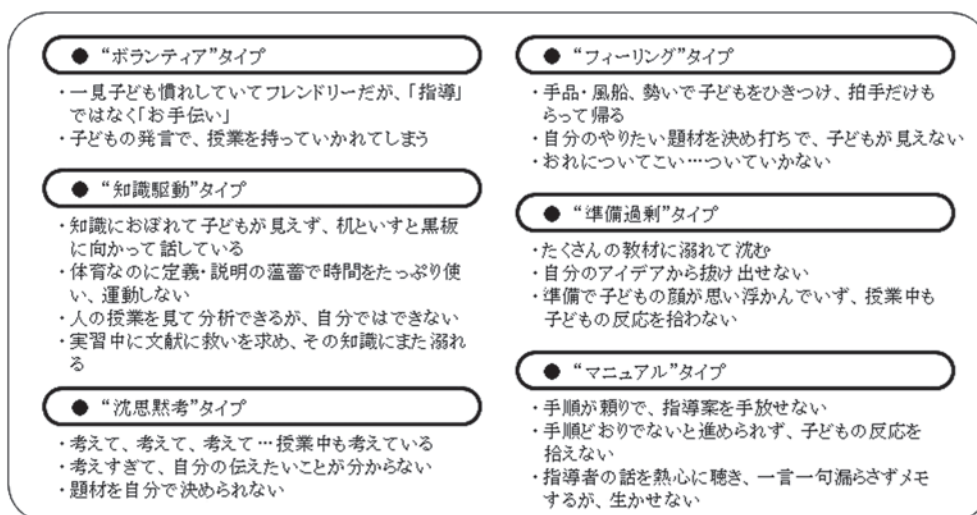 ● “ボランティア”タイプ
・一見子ども慣れしていてフレンドリーだが、「指導」
ではなく「お手伝い」
・子どもの発言で、授業を持っていかれてしまう
● “知識駆動”タイプ
・知識におぼれて子どもが見えず、机といすと黒板
に向かって話している
・体育なのに定義・説明の薀蓄で時間をたっぷり使
い、運動しない
・人の授業を見て分析できるが、自分ではできない
・実習中に文献に救いを求め、その知識にまた溺れ
る
● “沈思黙考”タイプ
・考えて、考えて、考えて…授業中も考えている
・考えすぎて、自分の伝えたいことが分からない
・題材を自分で決められない
● “フィーリング”タイプ
・手品・風船、勢いで子どもをひきつけ、拍手だけも
らって帰る
・自分のやりたい題材を決め打ちで、子どもが見えない
・おれについてこい…ついていかない
● “準備過剰”タイプ
・たくさんの教材に溺れて沈む
・自分のアイデアから抜け出せない
・準備で子どもの顔が思い浮かんでいず、授業中も
子どもの反応を拾わない
● “マニュアル”タイプ
・手順が頼りで、指導案を手放せない
・手順どおりでないと進められず、子どもの反応を
拾えない
・指導者の話を熱心に聴き、一言一句漏らさずメモ
するが、生かせない